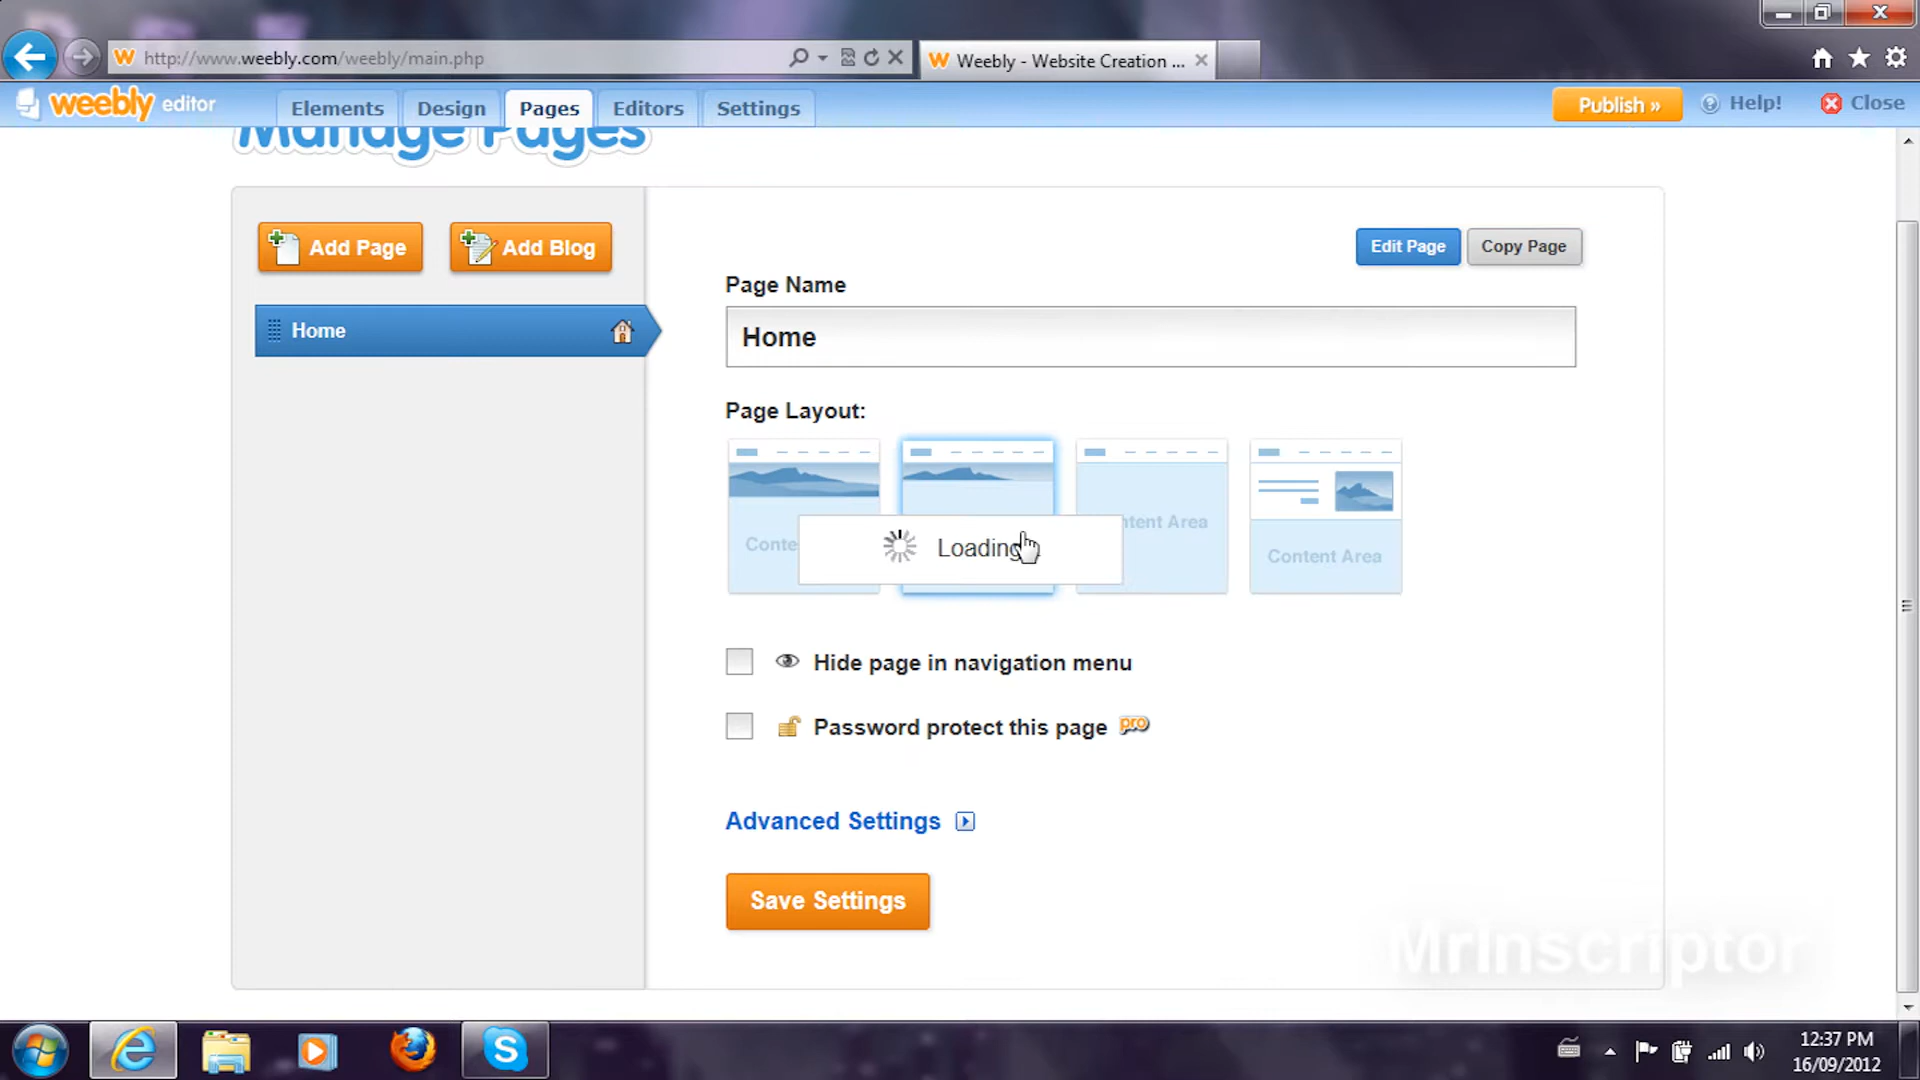 http://www.weebly.com/weebly/main.php
W Weebly - Website Creation ...
weebly editor
Elements
Design
Pages
Editors
Settings
Publish »
Help!
Close
Manage Pages
Add Page
Add Blog
Edit Page
Copy Page
Home
Page Name
Home
Page Layout:
Conte
ntent Area
Content Area
Loading
Hide page in navigation menu
Password protect this page pro
Advanced Settings
Save Settings
MrInscriptor
12:37 PM
16/09/2012